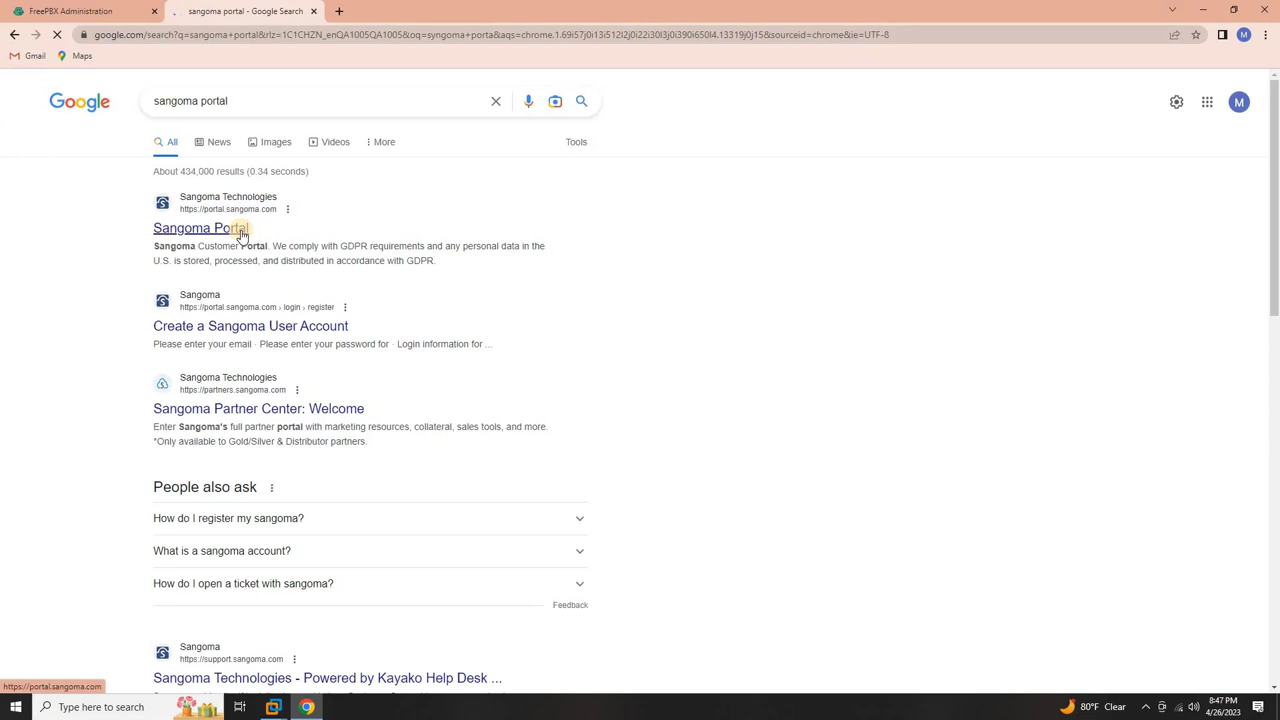 FreePBX Administration
sangoma portal - Google Search
google.com/search?q=sangoma+portal&rlz=1C1CHZN_enQA1005QA1005&oq=syngoma+porta&aqs=chrome.1.69i57j0i13i512l2j0i22i30l3j0i390i650l4.13319j0j15&sourceid=chrome&ie=UTF-8
M
Gmail
Maps
Google
sangoma portal
M
All
News
Images
Videos
More
Tools
About 434,000 results (0.34 seconds)
Sangoma Technologies
https://portal.sangoma.com
Sangoma Portal
Sangoma Customer Portal. We comply with GDPR requirements and any personal data in the
U.S. is stored, processed, and distributed in accordance with GDPR.
Sangoma
https://portal.sangoma.com › login › register
Create a Sangoma User Account
Please enter your email · Please enter your password for · Login information for ...
Sangoma Technologies
https://partners.sangoma.com
Sangoma Partner Center: Welcome
Enter Sangoma's full partner portal with marketing resources, collateral, sales tools, and more.
*Only available to Gold/Silver & Distributor partners.
People also ask
How do I register my sangoma?
What is a sangoma account?
How do I open a ticket with sangoma?
Feedback
Sangoma
https://support.sangoma.com
Sangoma Technologies - Powered by Kayako Help Desk ...
https://portal.sangoma.com
Type here to search
80°F Clear
8:47 PM
4/26/2023